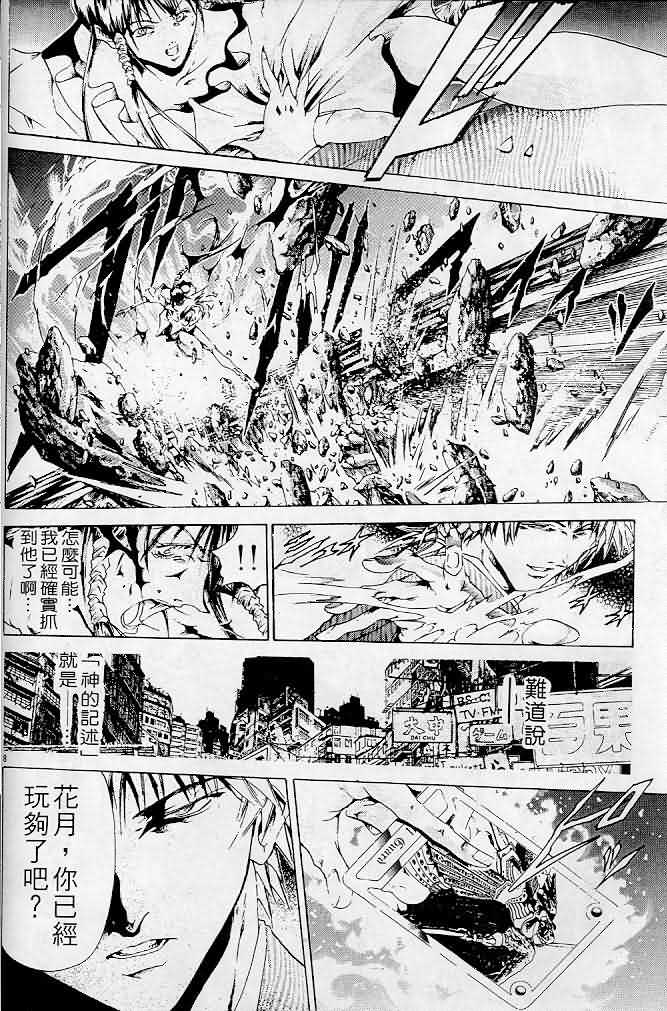 怎麼可能…
我已經確實抓
到他了啊…
!!
難道說
BS·C
TV·FM
大中
DAI CHU
ゲーム
「神的記述」
就是……
Queen
花月，你已經
玩夠了吧？
8